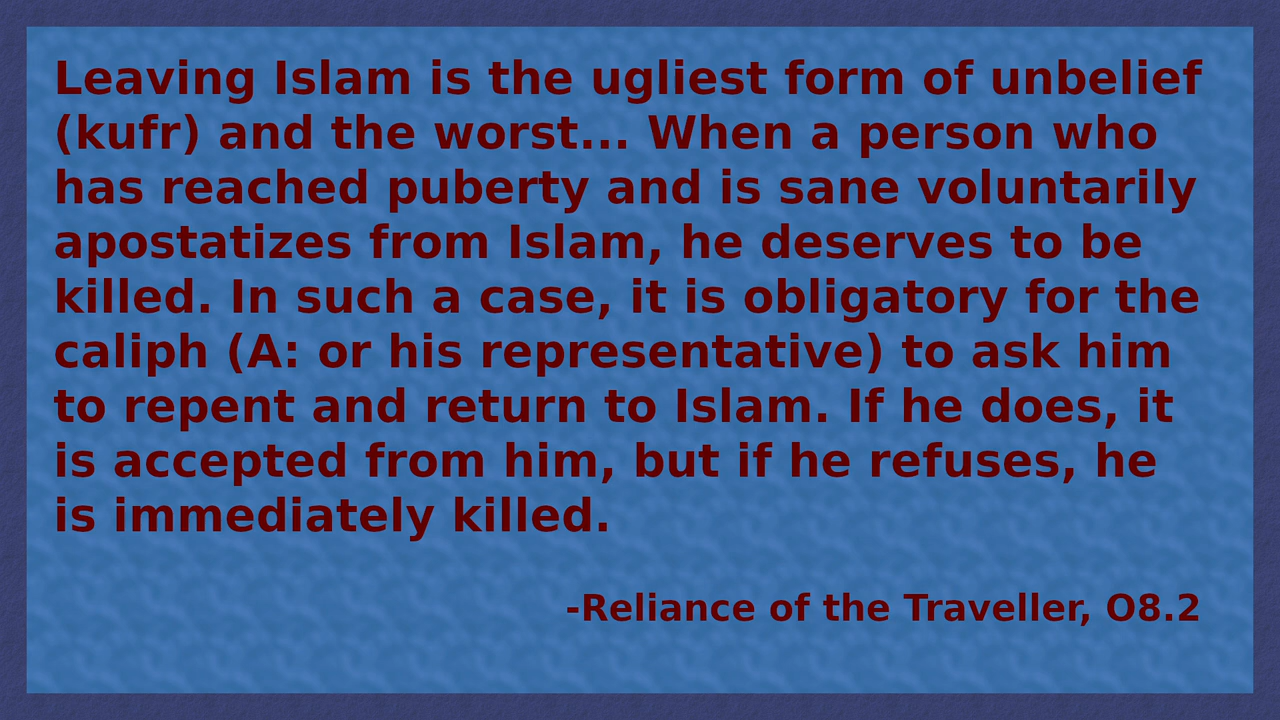 Leaving Islam is the ugliest form of unbelief
(kufr) and the worst... When a person who
has reached puberty and is sane voluntarily
apostatizes from Islam, he deserves to be
killed. In such a case, it is obligatory for the
caliph (A: or his representative) to ask him
to repent and return to Islam. If he does, it
is accepted from him, but if he refuses, he
is immediately killed.
-Reliance of the Traveller, O8.2